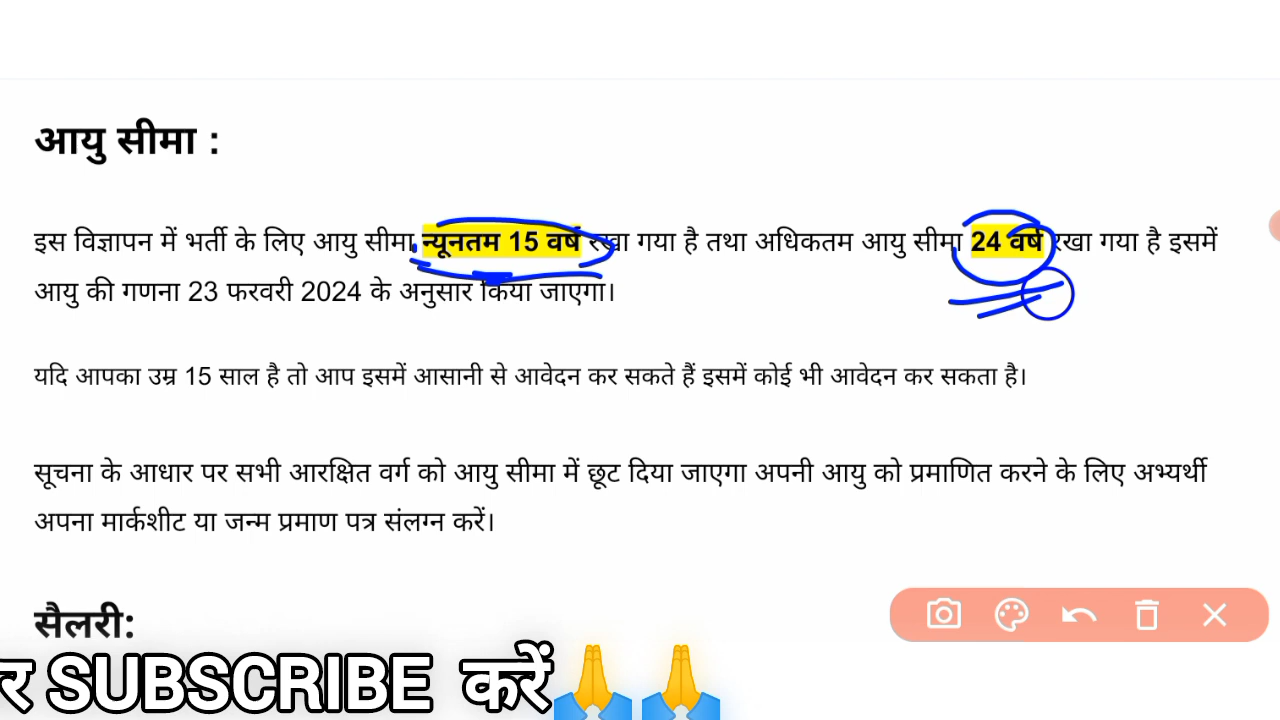 आयु सीमा :
इस विज्ञापन में भर्ती के लिए आयु सीमा न्यूनतम 15 वर्ष रखा गया है तथा अधिकतम आयु सीमा 24 वर्ष रखा गया है इसमें
आयु की गणना 23 फरवरी 2024 के अनुसार किया जाएगा।
यदि आपका उम्र 15 साल है तो आप इसमें आसानी से आवेदन कर सकते हैं इसमें कोई भी आवेदन कर सकता है।
सूचना के आधार पर सभी आरक्षित वर्ग को आयु सीमा में छूट दिया जाएगा अपनी आयु को प्रमाणित करने के लिए अभ्यर्थी
अपना मार्कशीट या जन्म प्रमाण पत्र संलग्न करें।
सैलरी:
र SUBSCRIBE करें🙏🙏